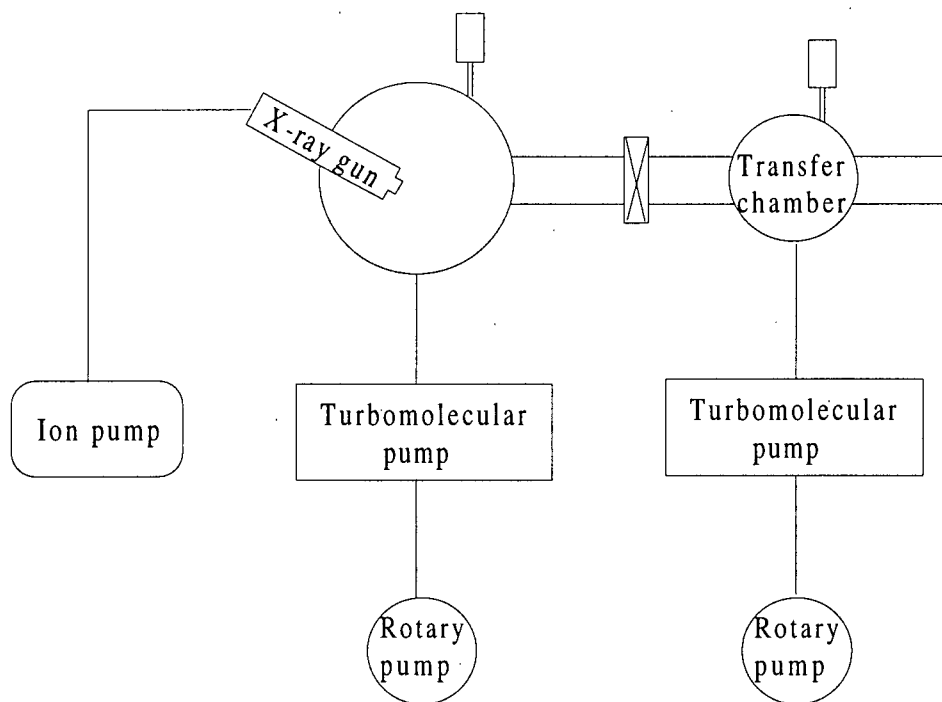 X-ray gun
Transfer
chamber
Ion pump
Turbomolecular
pump
Turbomolecular
pump
Rotary
pump
Rotary
pump